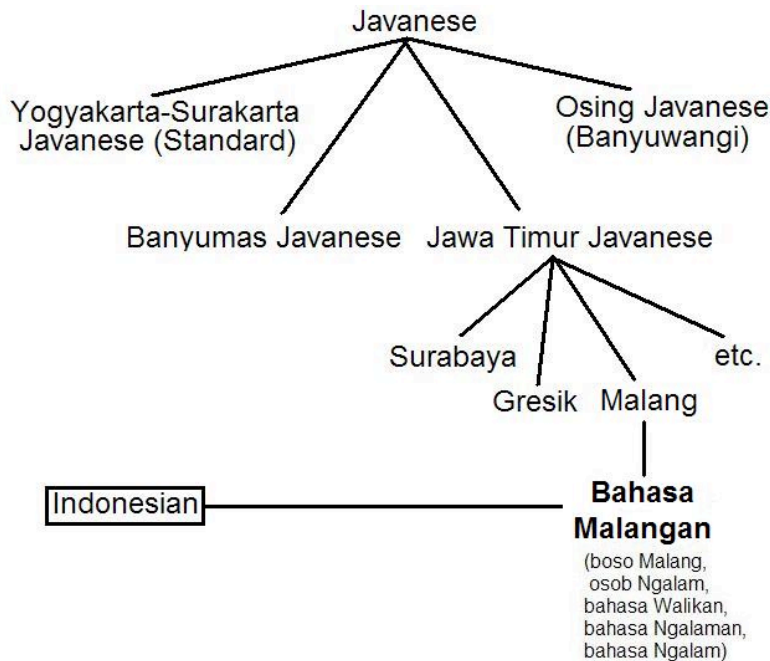 Javanese
Yogyakarta-Surakarta
Javanese (Standard)
Osing Javanese
(Banyuwangi)
Banyumas Javanese
Jawa Timur Javanese
Surabaya
etc.
Gresik
Malang
Indonesian
Bahasa
Malangan
(boso Malang,
osob Ngalam,
bahasa Walikan,
bahasa Ngalaman,
bahasa Ngalam)